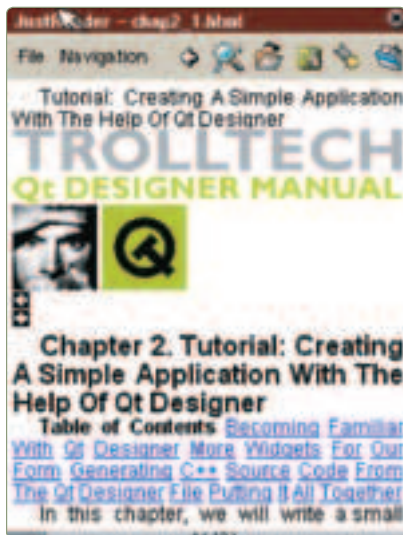 JustReader - chap2_1.html
File Navigation
Tutorial: Creating A Simple Application
With The Help Of Qt Designer
TROLLTECH
Qt DESIGNER MANUAL
Chapter 2. Tutorial: Creating
A Simple Application With The
Help Of Qt Designer
Table of Contents Becoming Familiar
With Qt Designer More Widgets For Our
Form Generating C++ Source Code From
The Qt Designer File Putting It All Together
In this chapter, we will write a small